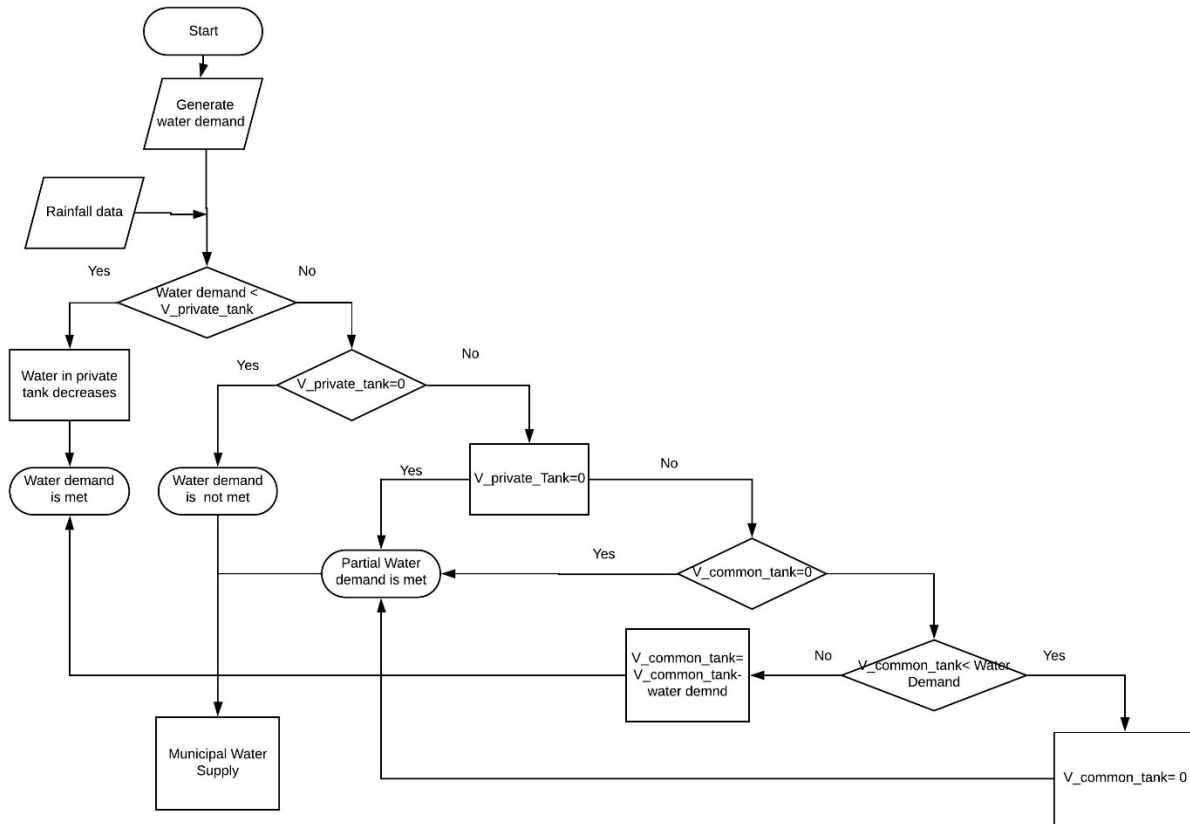 Start
Generate
water demand
Rainfall data
Yes
No
Water demand <
V_private_tank
Water in private
tank decreases
Yes
No
V_private_tank=0
Water demand
is met
Water demand
is  not met
Yes
No
V_private_Tank=0
Partial Water
demand is met
Yes
V_common_tank=0
V_common_tank=
V_common_tank-
water demnd
No
Yes
V_common_tank< Water
Demand
Municipal Water
Supply
V_common_tank= 0